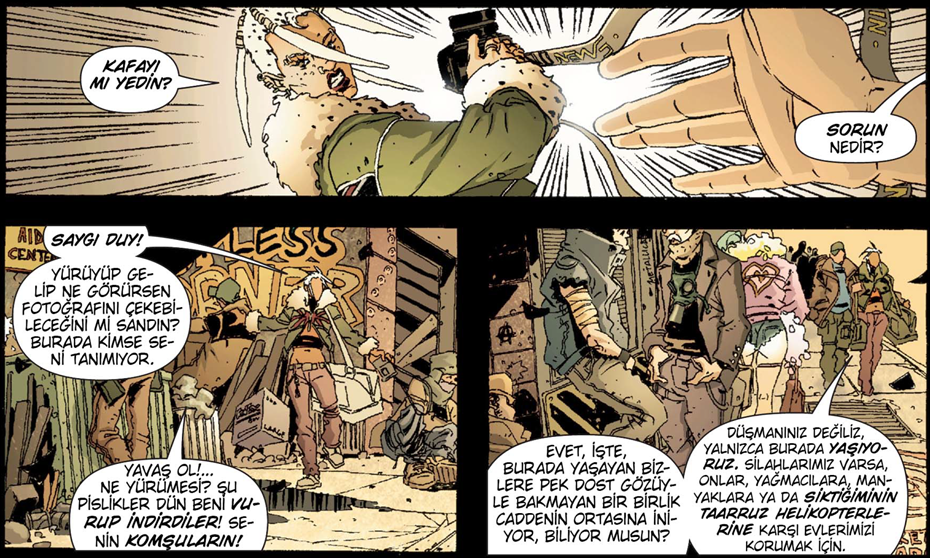 KAFAYI
MI YEDİN?
NEWS
IN -
SORUN
NEDİR?
AID
CENTE
LESS
SAYGI DUY!
YÜRÜYÜP GE-
LİP NE GÖRÜRSEN
FOTOĞRAFINI ÇEKEBİ-
LECEĞİNİ Mİ SANDIN?
BURADA KİMSE SE-
Nİ TANIMIYOR.
YAVAŞ OL!...
NE YÜRÜMESİ? ŞU
PİSLİKLER DÜN BENİ VU-
RUP İNDİRDİLER! SE-
NİN KOMŞULARIN!
EVET, İŞTE,
BURADA YAŞAYAN BİZ-
LERE PEK DOST GÖZÜY-
LE BAKMAYAN BİR BİRLİK
CADDENİN ORTASINA İNİ-
YOR, BİLİYOR MUSUN?
DÜŞMANINIZ DEĞİLİZ,
YALNIZCA BURADA YAŞIYO-
RUZ. SİLAHLARIMIZ VARSA,
ONLAR, YAĞMACILARA, MAN-
YAKLARA YA DA SİKTİĞİMİNİN
TAARRUZ HELİKOPTERLE-
RİNE KARŞI EVLERİMİZİ
KORUMAK İÇİN.